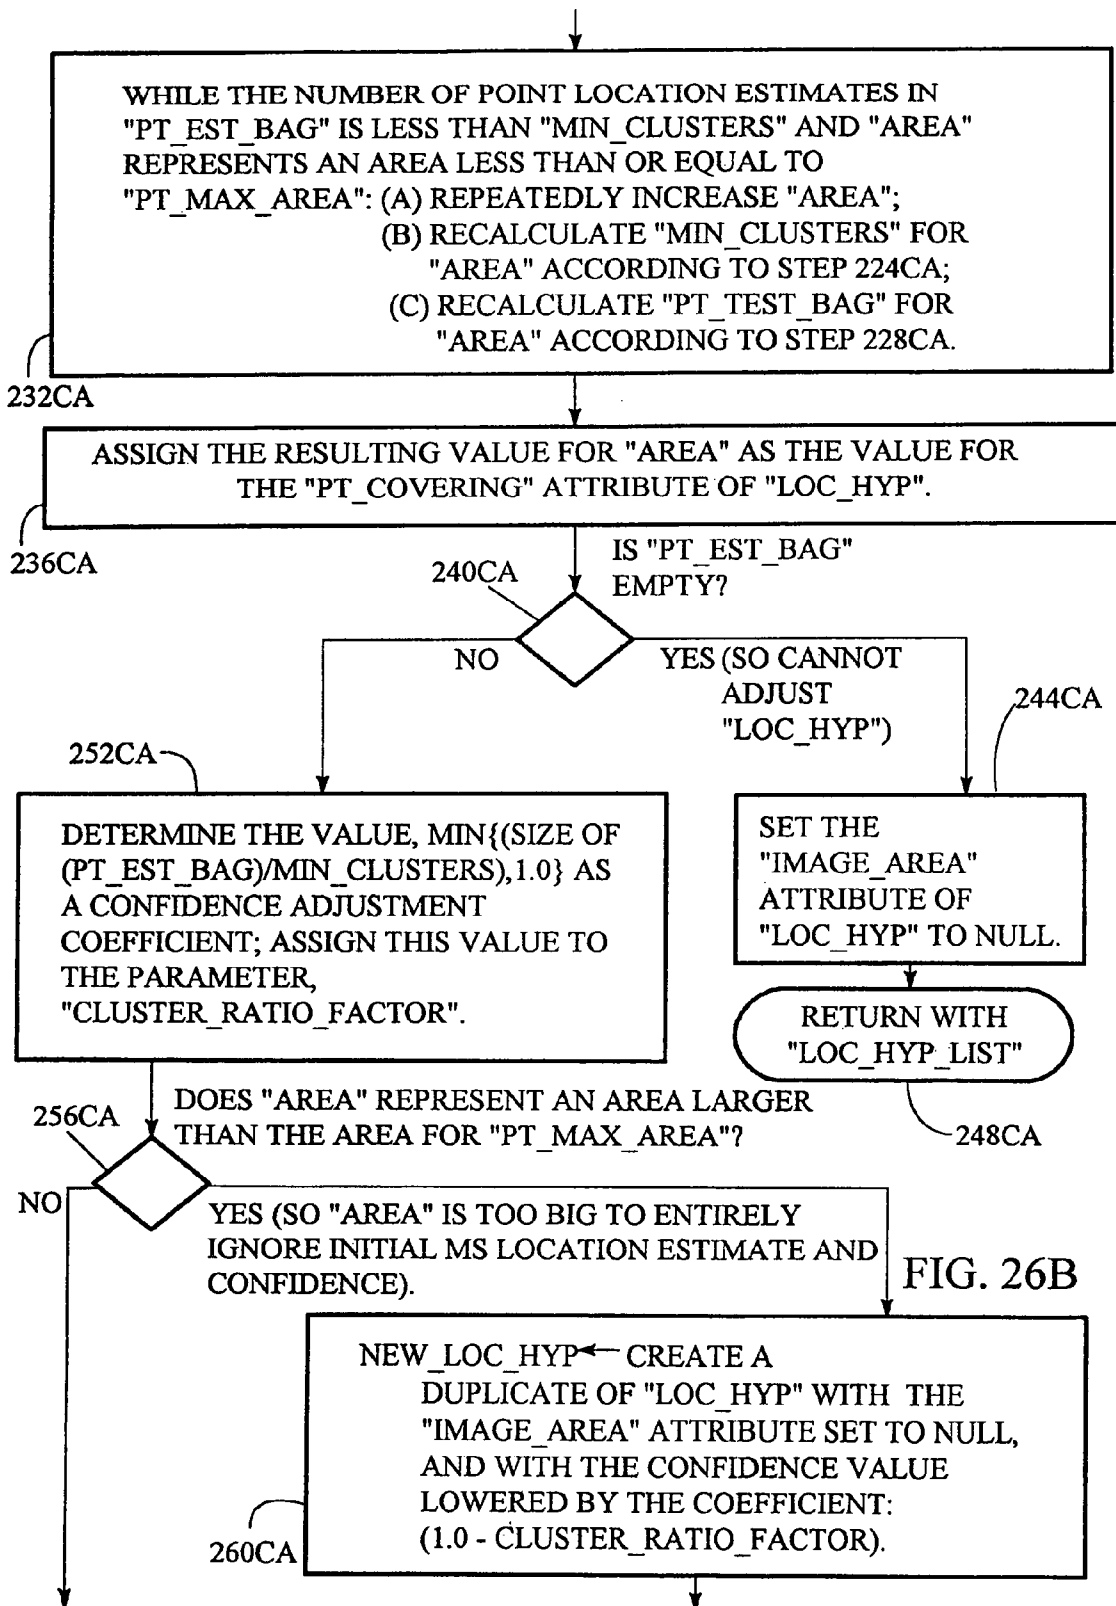 WHILE THE NUMBER OF POINT LOCATION ESTIMATES IN
"PT_EST_BAG" IS LESS THAN "MIN_CLUSTERS" AND "AREA"
REPRESENTS AN AREA LESS THAN OR EQUAL TO
"PT_MAX_AREA": (A) REPEATEDLY INCREASE "AREA";
(B) RECALCULATE "MIN_CLUSTERS" FOR
"AREA" ACCORDING TO STEP 224CA;
(C) RECALCULATE "PT_TEST_BAG" FOR
"AREA" ACCORDING TO STEP 228CA.
232CA
ASSIGN THE RESULTING VALUE FOR "AREA" AS THE VALUE FOR
THE "PT_COVERING" ATTRIBUTE OF "LOC_HYP".
236CA
IS "PT_EST_BAG"
EMPTY?
240CA
NO
YES (SO CANNOT
ADJUST
"LOC_HYP")
244CA
252CA
DETERMINE THE VALUE, MIN{(SIZE OF
(PT_EST_BAG)/MIN_CLUSTERS),1.0} AS
A CONFIDENCE ADJUSTMENT
COEFFICIENT; ASSIGN THIS VALUE TO
THE PARAMETER,
"CLUSTER_RATIO_FACTOR".
SET THE
"IMAGE_AREA"
ATTRIBUTE OF
"LOC_HYP" TO NULL.
RETURN WITH
"LOC_HYP_LIST"
248CA
DOES "AREA" REPRESENT AN AREA LARGER
THAN THE AREA FOR "PT_MAX_AREA"?
256CA
NO
YES (SO "AREA" IS TOO BIG TO ENTIRELY
IGNORE INITIAL MS LOCATION ESTIMATE AND
CONFIDENCE).
FIG. 26B
NEW_LOC_HYP ← CREATE A
DUPLICATE OF "LOC_HYP" WITH THE
"IMAGE_AREA" ATTRIBUTE SET TO NULL,
AND WITH THE CONFIDENCE VALUE
LOWERED BY THE COEFFICIENT:
(1.0 - CLUSTER_RATIO_FACTOR).
260CA